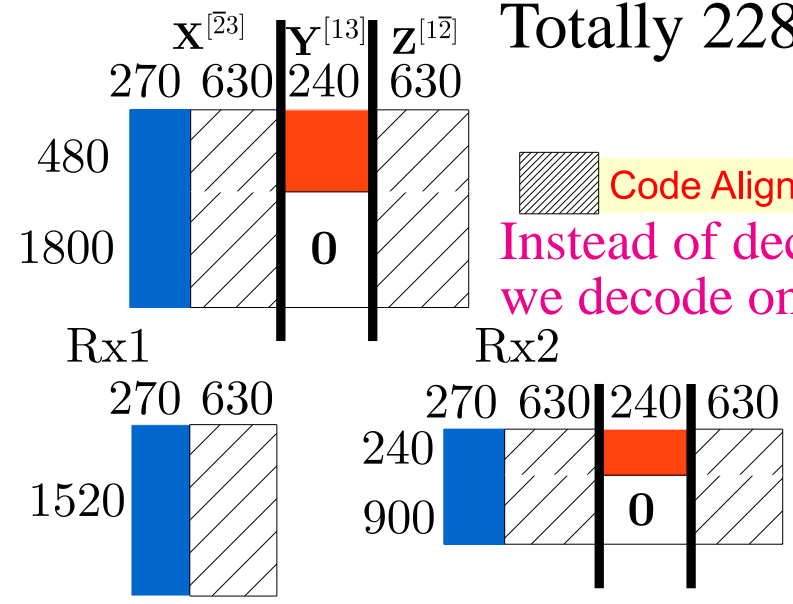 X^[2̅3] Y^[13] Z^[12̅] Totally 228
270 630 240 630
480
Code Align
1800 0 Instead of dec
we decode on
Rx1 Rx2
270 630 270 630 240 630
240
1520 900 0